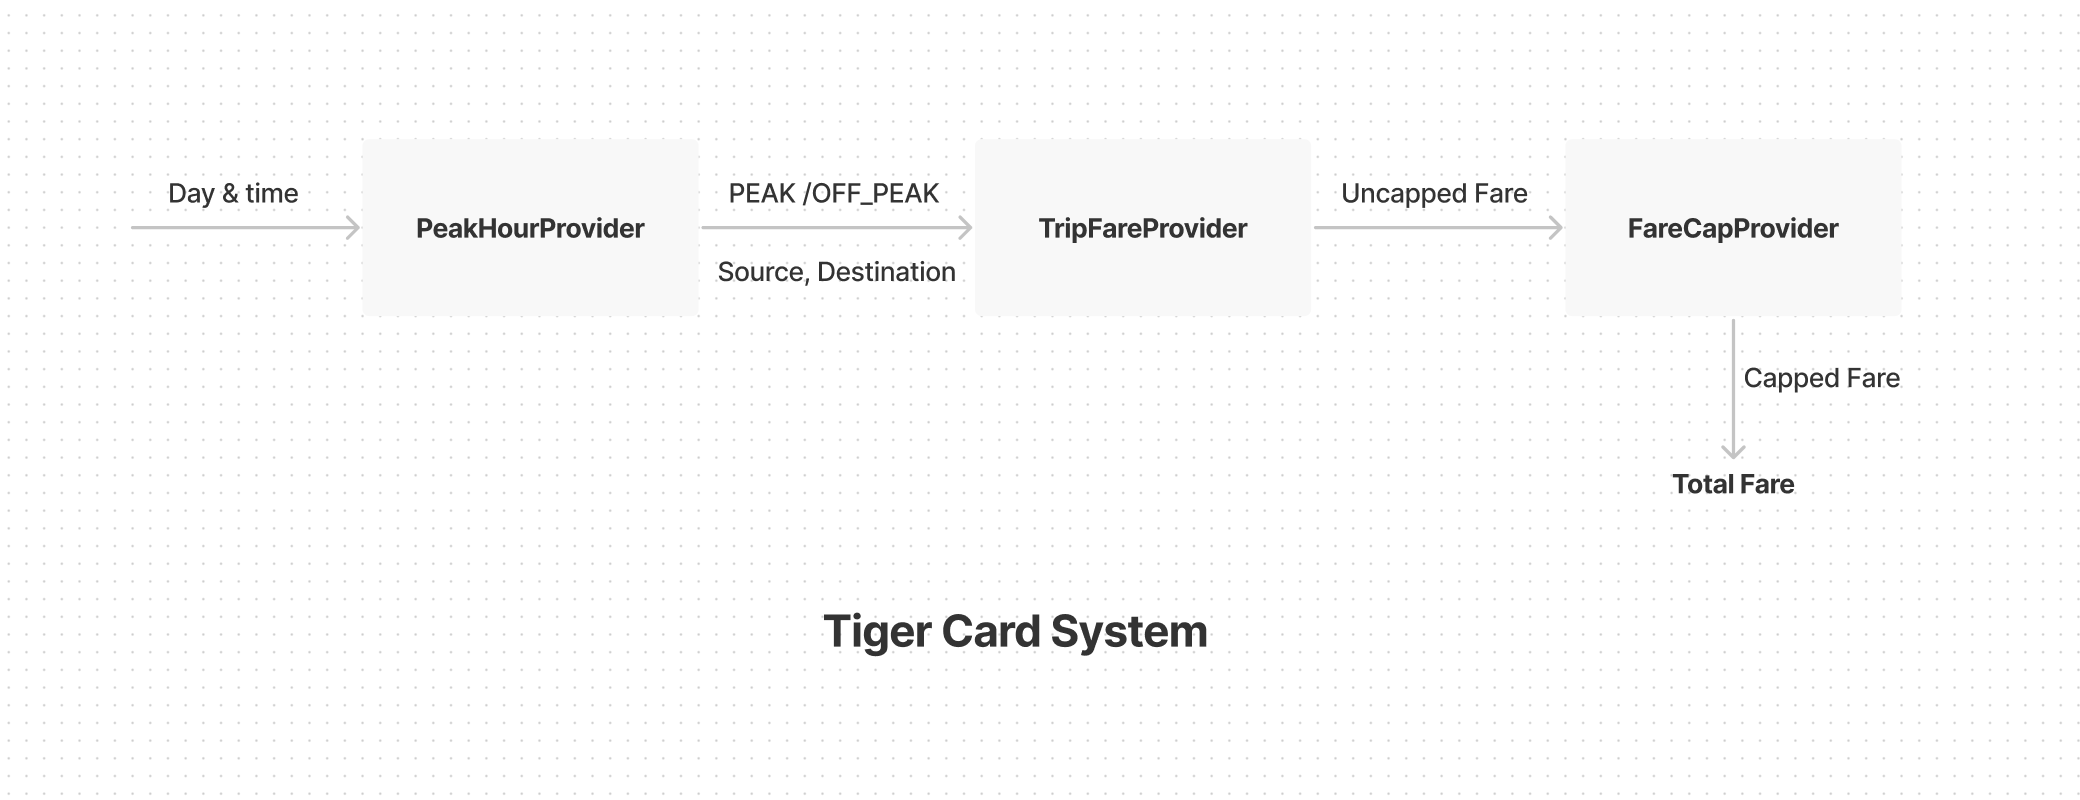 Day & time
PeakHourProvider
PEAK /OFF_PEAK
Source, Destination
TripFareProvider
Uncapped Fare
FareCapProvider
Capped Fare
Total Fare
Tiger Card System